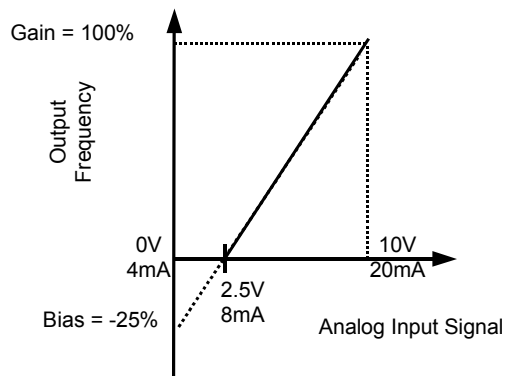 Gain = 100%
Output
Frequency
0V
4mA
10V
20mA
2.5V
8mA
Bias = -25%
Analog Input Signal